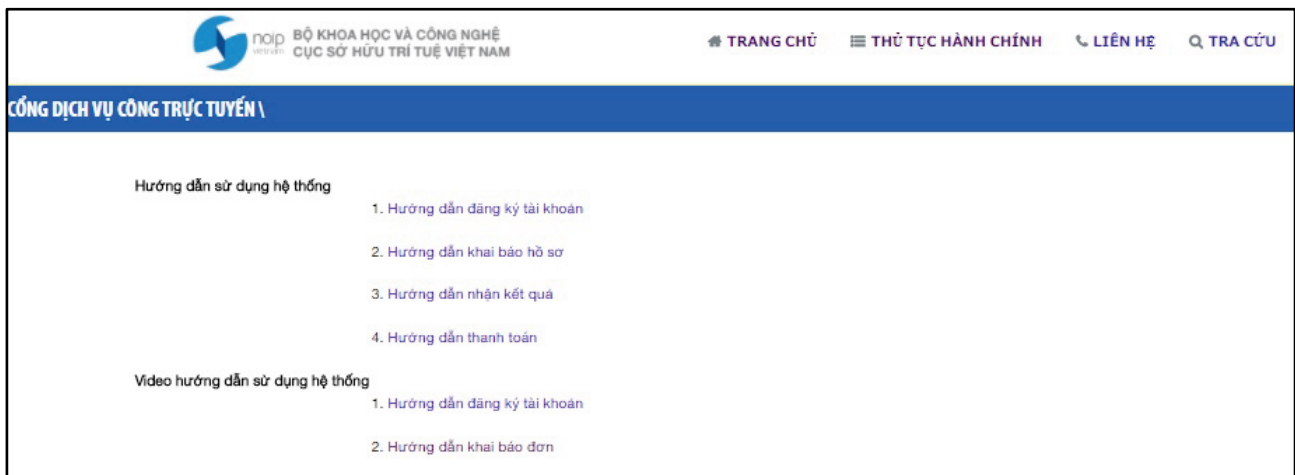 noip
vietnam
BỘ KHOA HỌC VÀ CÔNG NGHỆ
CỤC SỞ HỮU TRÍ TUỆ VIỆT NAM
TRANG CHỦ
THỦ TỤC HÀNH CHÍNH
LIÊN HỆ
TRA CỨU
CỔNG DỊCH VỤ CÔNG TRỰC TUYẾN \
Hướng dẫn sử dụng hệ thống
1. Hướng dẫn đăng ký tài khoản
2. Hướng dẫn khai báo hồ sơ
3. Hướng dẫn nhận kết quả
4. Hướng dẫn thanh toán
Video hướng dẫn sử dụng hệ thống
1. Hướng dẫn đăng ký tài khoản
2. Hướng dẫn khai báo đơn